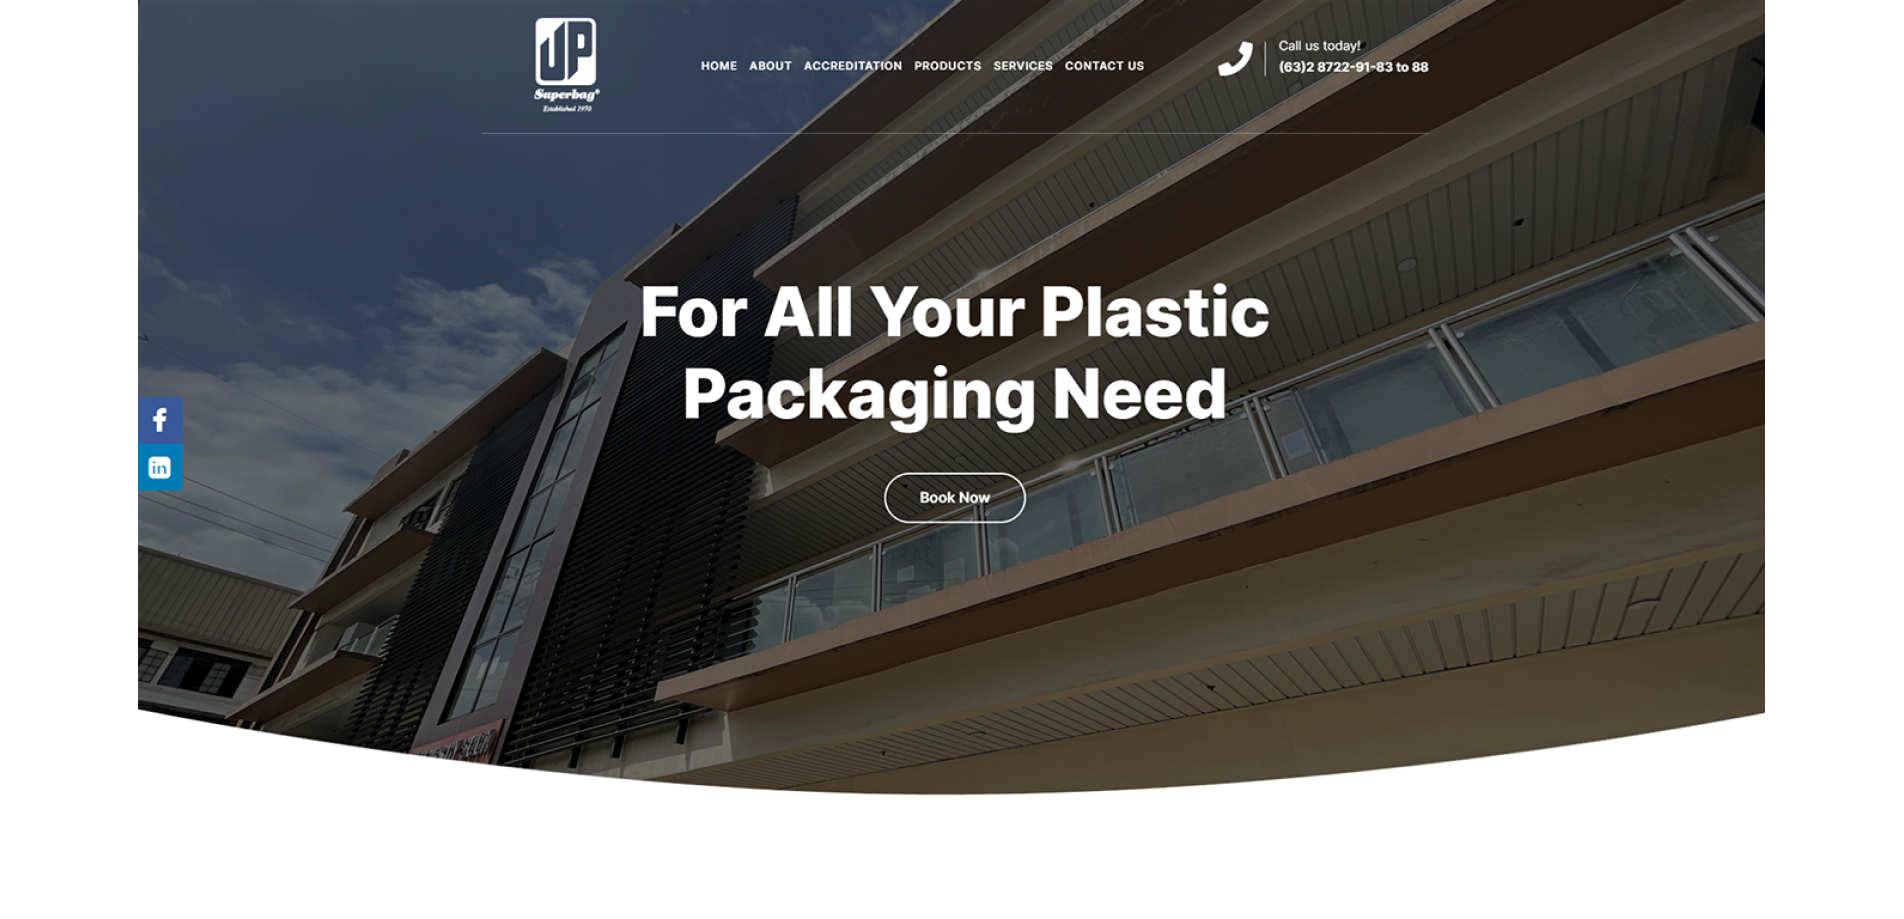 UP
Superbag®
Established 1970
HOME ABOUT ACCREDITATION PRODUCTS SERVICES CONTACT US
Call us today!
(63)2 8722-91-83 to 88
For All Your Plastic
Packaging Need
Book Now
f
in